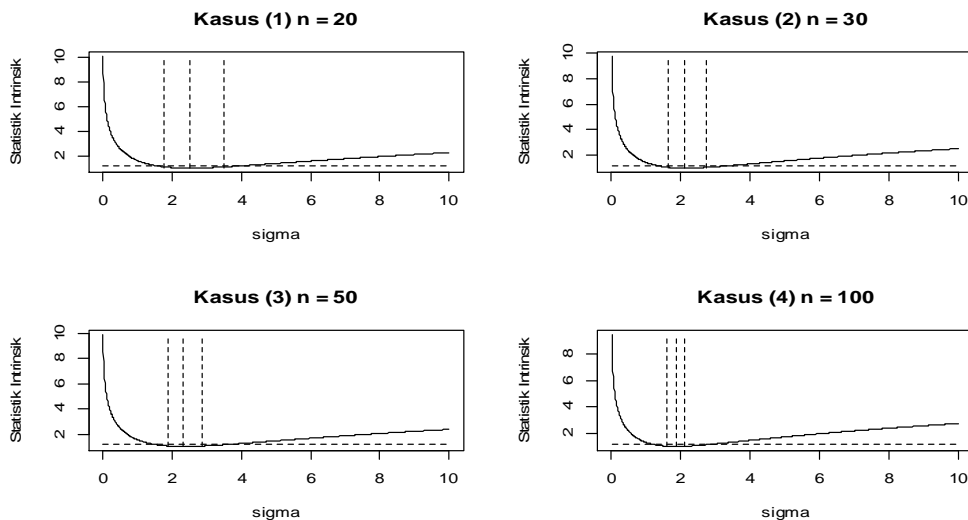 Kasus (1) n = 20
Statistik Intrinsik
2 4 6 8 10
0 2 4 6 8 10
sigma
Kasus (2) n = 30
Statistik Intrinsik
2 4 6 8 10
0 2 4 6 8 10
sigma
Kasus (3) n = 50
Statistik Intrinsik
2 4 6 8 10
0 2 4 6 8 10
sigma
Kasus (4) n = 100
Statistik Intrinsik
2 4 6 8
0 2 4 6 8 10
sigma